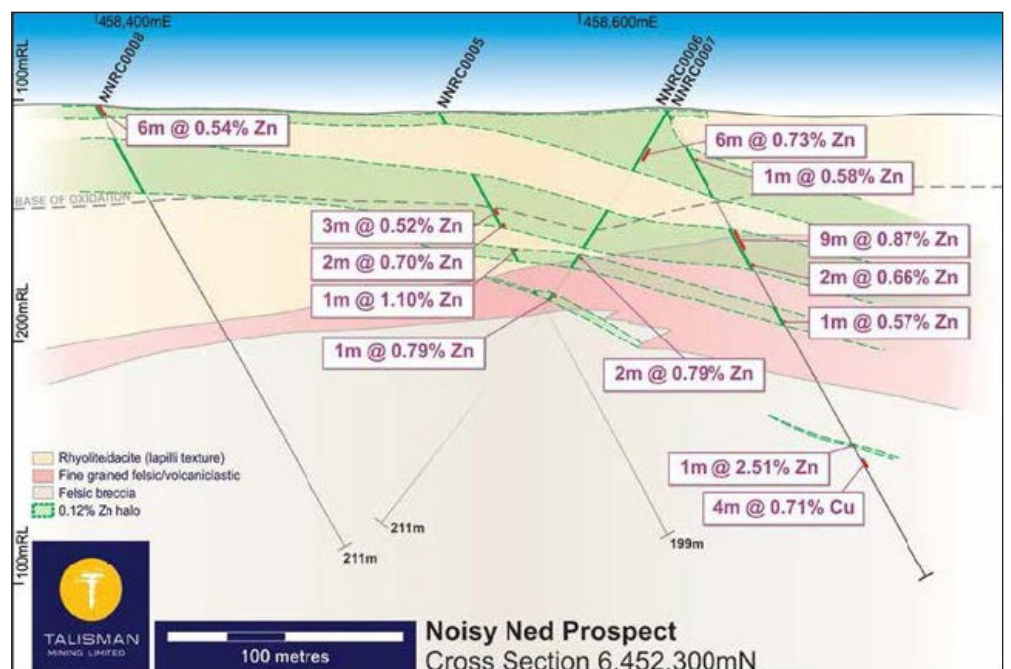 458,400mE
458,600mE
100mRL
NNRC0008
NNRC0005
NNRC0006
NNRC0007
6m @ 0.54% Zn
6m @ 0.73% Zn
1m @ 0.58% Zn
BASE OF OXIDATION
3m @ 0.52% Zn
9m @ 0.87% Zn
2m @ 0.70% Zn
2m @ 0.66% Zn
1m @ 1.10% Zn
1m @ 0.57% Zn
200mRL
1m @ 0.79% Zn
2m @ 0.79% Zn
Rhyolite/dacite (lapilli texture)
Fine grained felsic/volcaniclastic
Felsic breccia
0.12% Zn halo
1m @ 2.51% Zn
4m @ 0.71% Cu
211m
211m
199m
100mRL
TALISMAN
MINING LIMITED
100 metres
Noisy Ned Prospect
Cross Section 6,452,300mN